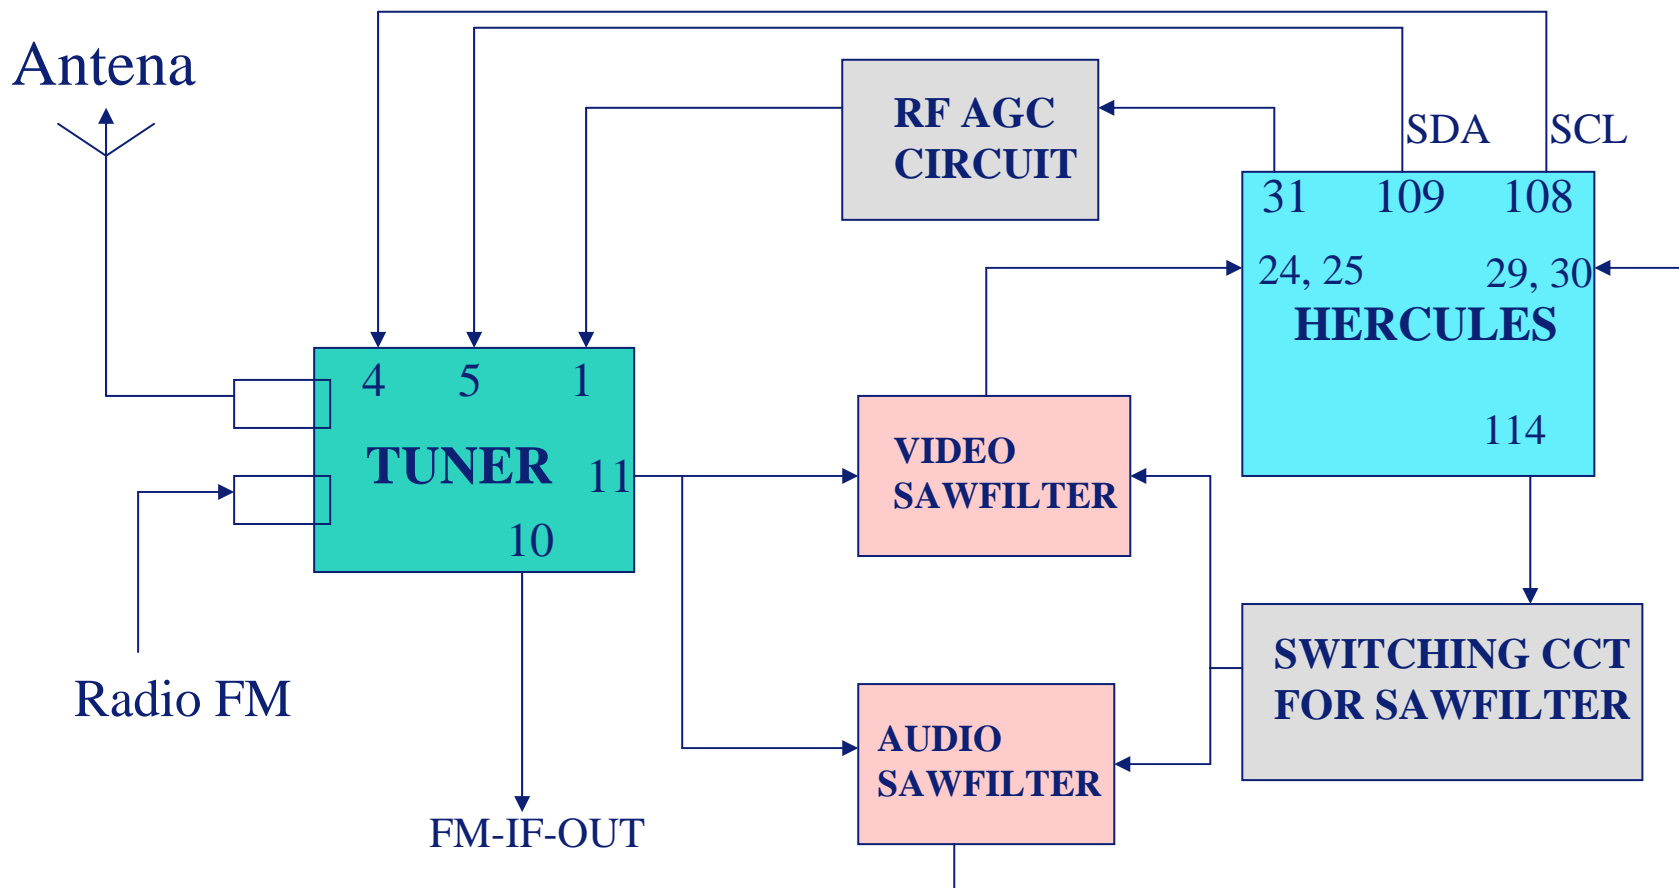 Antena
RF AGC
CIRCUIT
SDA
SCL
31
109
108
24, 25
29, 30
HERCULES
4
5
1
TUNER
11
10
VIDEO
SAWFILTER
114
Radio FM
SWITCHING CCT
FOR SAWFILTER
AUDIO
SAWFILTER
FM-IF-OUT